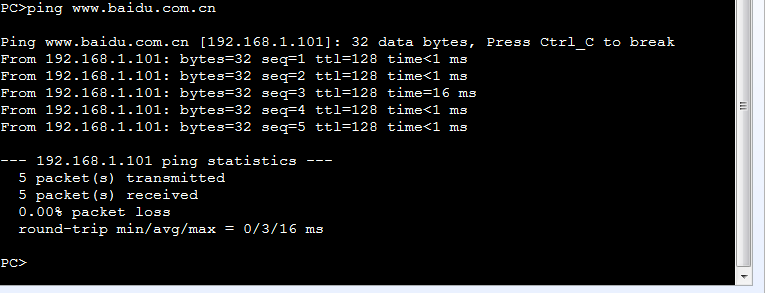 PC>ping www.baidu.com.cn
Ping www.baidu.com.cn [192.168.1.101]: 32 data bytes, Press Ctrl_C to break
From 192.168.1.101: bytes=32 seq=1 ttl=128 time<1 ms
From 192.168.1.101: bytes=32 seq=2 ttl=128 time<1 ms
From 192.168.1.101: bytes=32 seq=3 ttl=128 time=16 ms
From 192.168.1.101: bytes=32 seq=4 ttl=128 time<1 ms
From 192.168.1.101: bytes=32 seq=5 ttl=128 time<1 ms
--- 192.168.1.101 ping statistics ---
5 packet(s) transmitted
5 packet(s) received
0.00% packet loss
round-trip min/avg/max = 0/3/16 ms
PC>